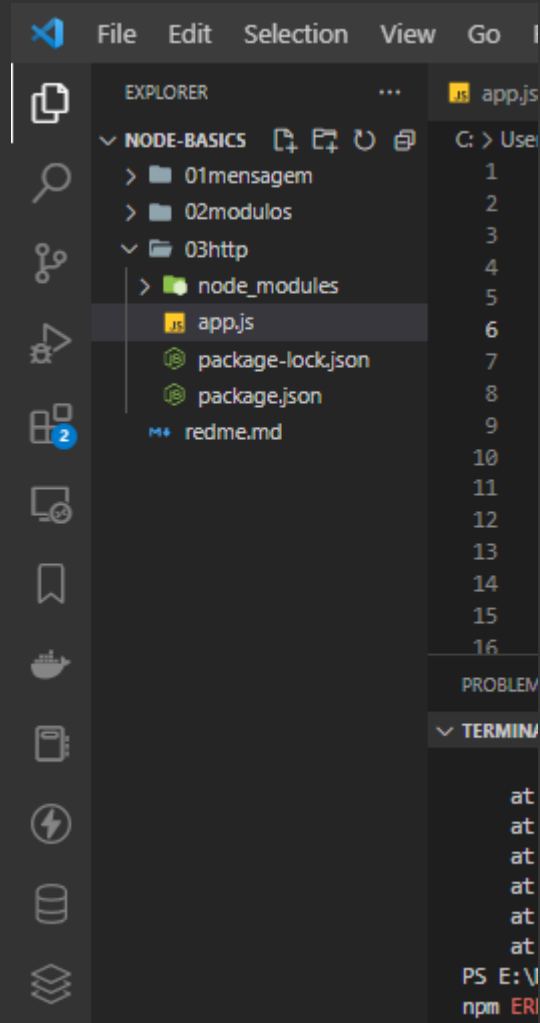 File Edit Selection View Go
EXPLORER ...
app.js
NODE-BASICS
C: > User
01mensagem
02modulos
03http
node_modules
JS app.js
package-lock.json
package.json
redme.md
1
2
3
4
5
6
7
8
9
10
11
12
13
14
15
16
2
PROBLEM
TERMINA
at
at
at
at
at
at
PS E:\
npm ERR